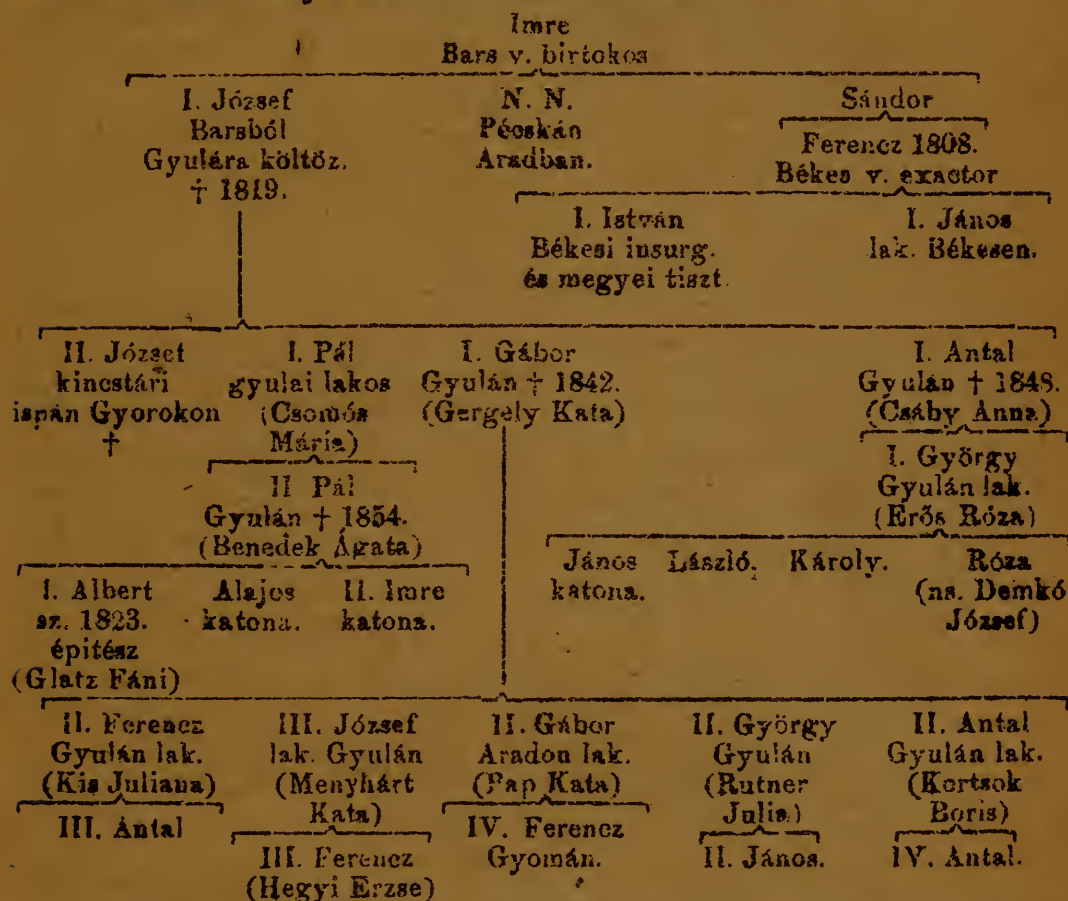 Imre
Bars v. birtokos
I. József N. N. Sándor
Barsból Pécskán Ferencz 1808.
Gyulára költöz. Aradban. Békes v. exactor
† 1819.
I. István I. János
Békesi insurg. lak. Békesen.
és megyei tiszt.
II. József I. Pál I. Gábor I. Antal
kincstári gyulai lakos Gyulán † 1842. Gyulán † 1848.
ispán Gyorokon (Csomós (Gergely Kata) (Csáby Anna)
† Mária) I. György
II Pál Gyulán lak.
Gyulán † 1854. (Erős Róza)
(Benedek Ágata)
János László. Károly. Róza
katona. (ns. Demkó
József)
I. Albert Alajos II. Imre
sz. 1823. katona. katona.
épitész
(Glatz Fáni)
II. Ferencz III. József II. Gábor II. György II. Antal
Gyulán lak. lak. Gyulán Aradon lak. Gyulán Gyulán lak.
(Kis Juliana) (Menyhárt (Pap Kata) (Rutner (Kortsok
Kata) Julia) Boris)
III. Antal IV. Ferencz
III. Ferencz Gyomán. II. János. IV. Antal.
(Hegyi Erzse)